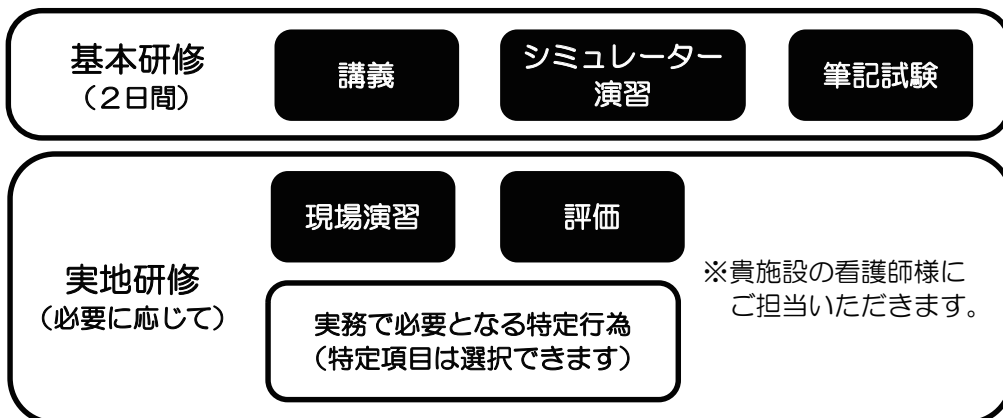 基本研修
（2日間）
講義
シミュレーター
演習
筆記試験
実地研修
（必要に応じて）
現場演習
評価
実務で必要となる特定行為
（特定項目は選択できます）
※貴施設の看護師様に
ご担当いただきます。